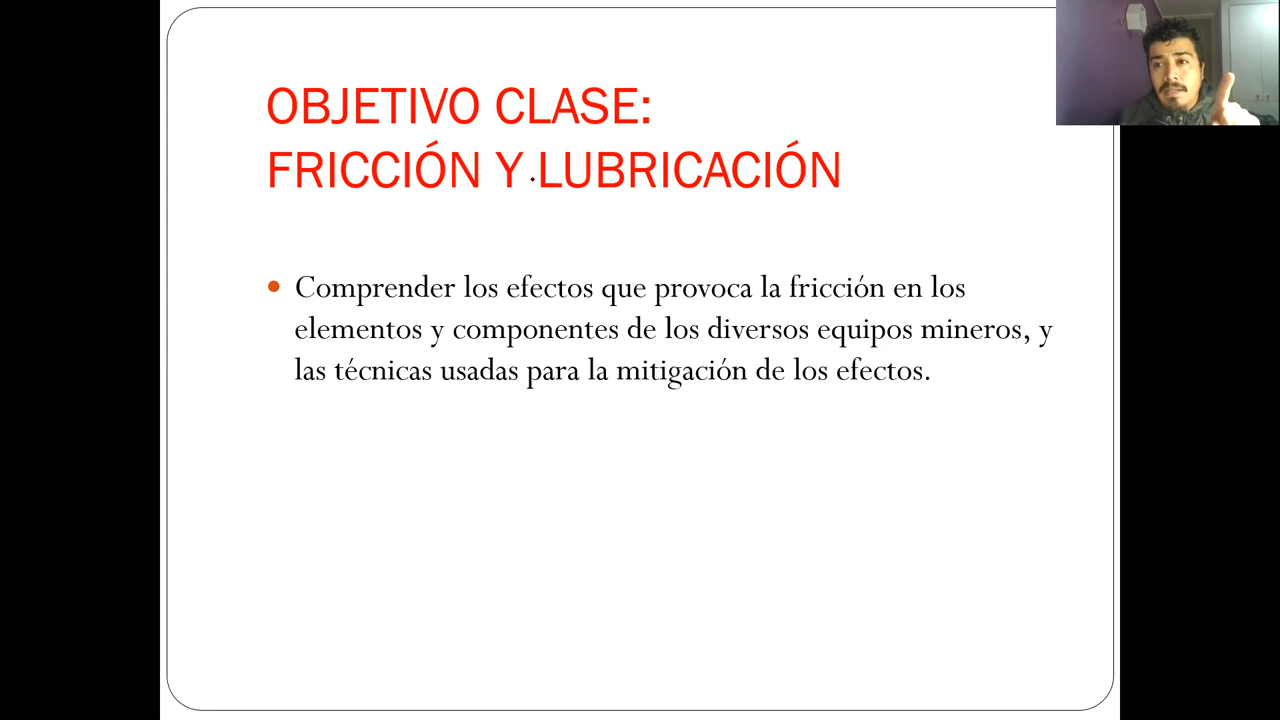 OBJETIVO CLASE:
FRICCIÓN Y LUBRICACIÓN
Comprender los efectos que provoca la fricción en los
elementos y componentes de los diversos equipos mineros, y
las técnicas usadas para la mitigación de los efectos.